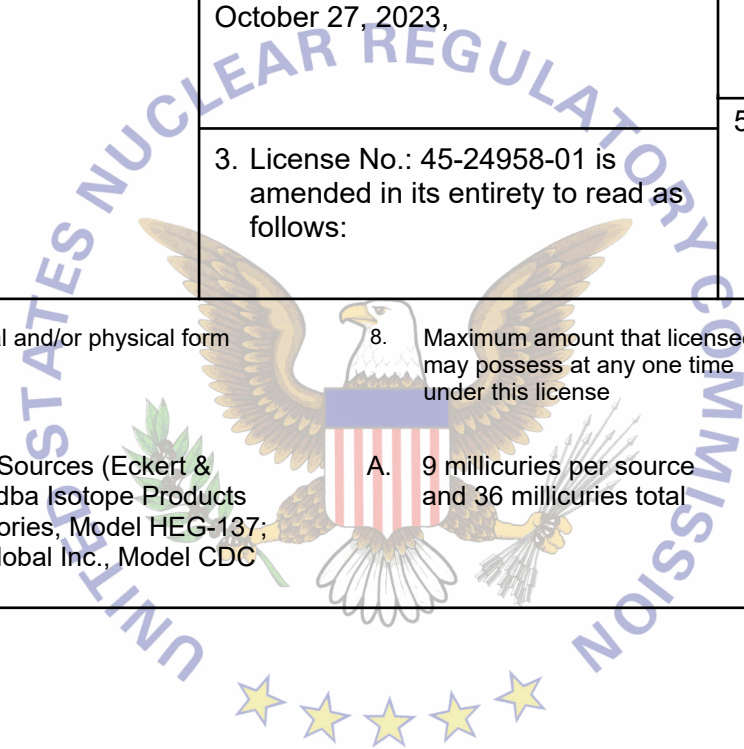 October 27, 2023,
UNITED STATES NUCLEAR REGULATORY COMMISSION
5
3. License No.: 45-24958-01 is
amended in its entirety to read as
follows:
l and/or physical form
8. Maximum amount that licensee
may possess at any one time
under this license
Sources (Eckert &
dba Isotope Products
ories, Model HEG-137;
lobal Inc., Model CDC
A. 9 millicuries per source
and 36 millicuries total